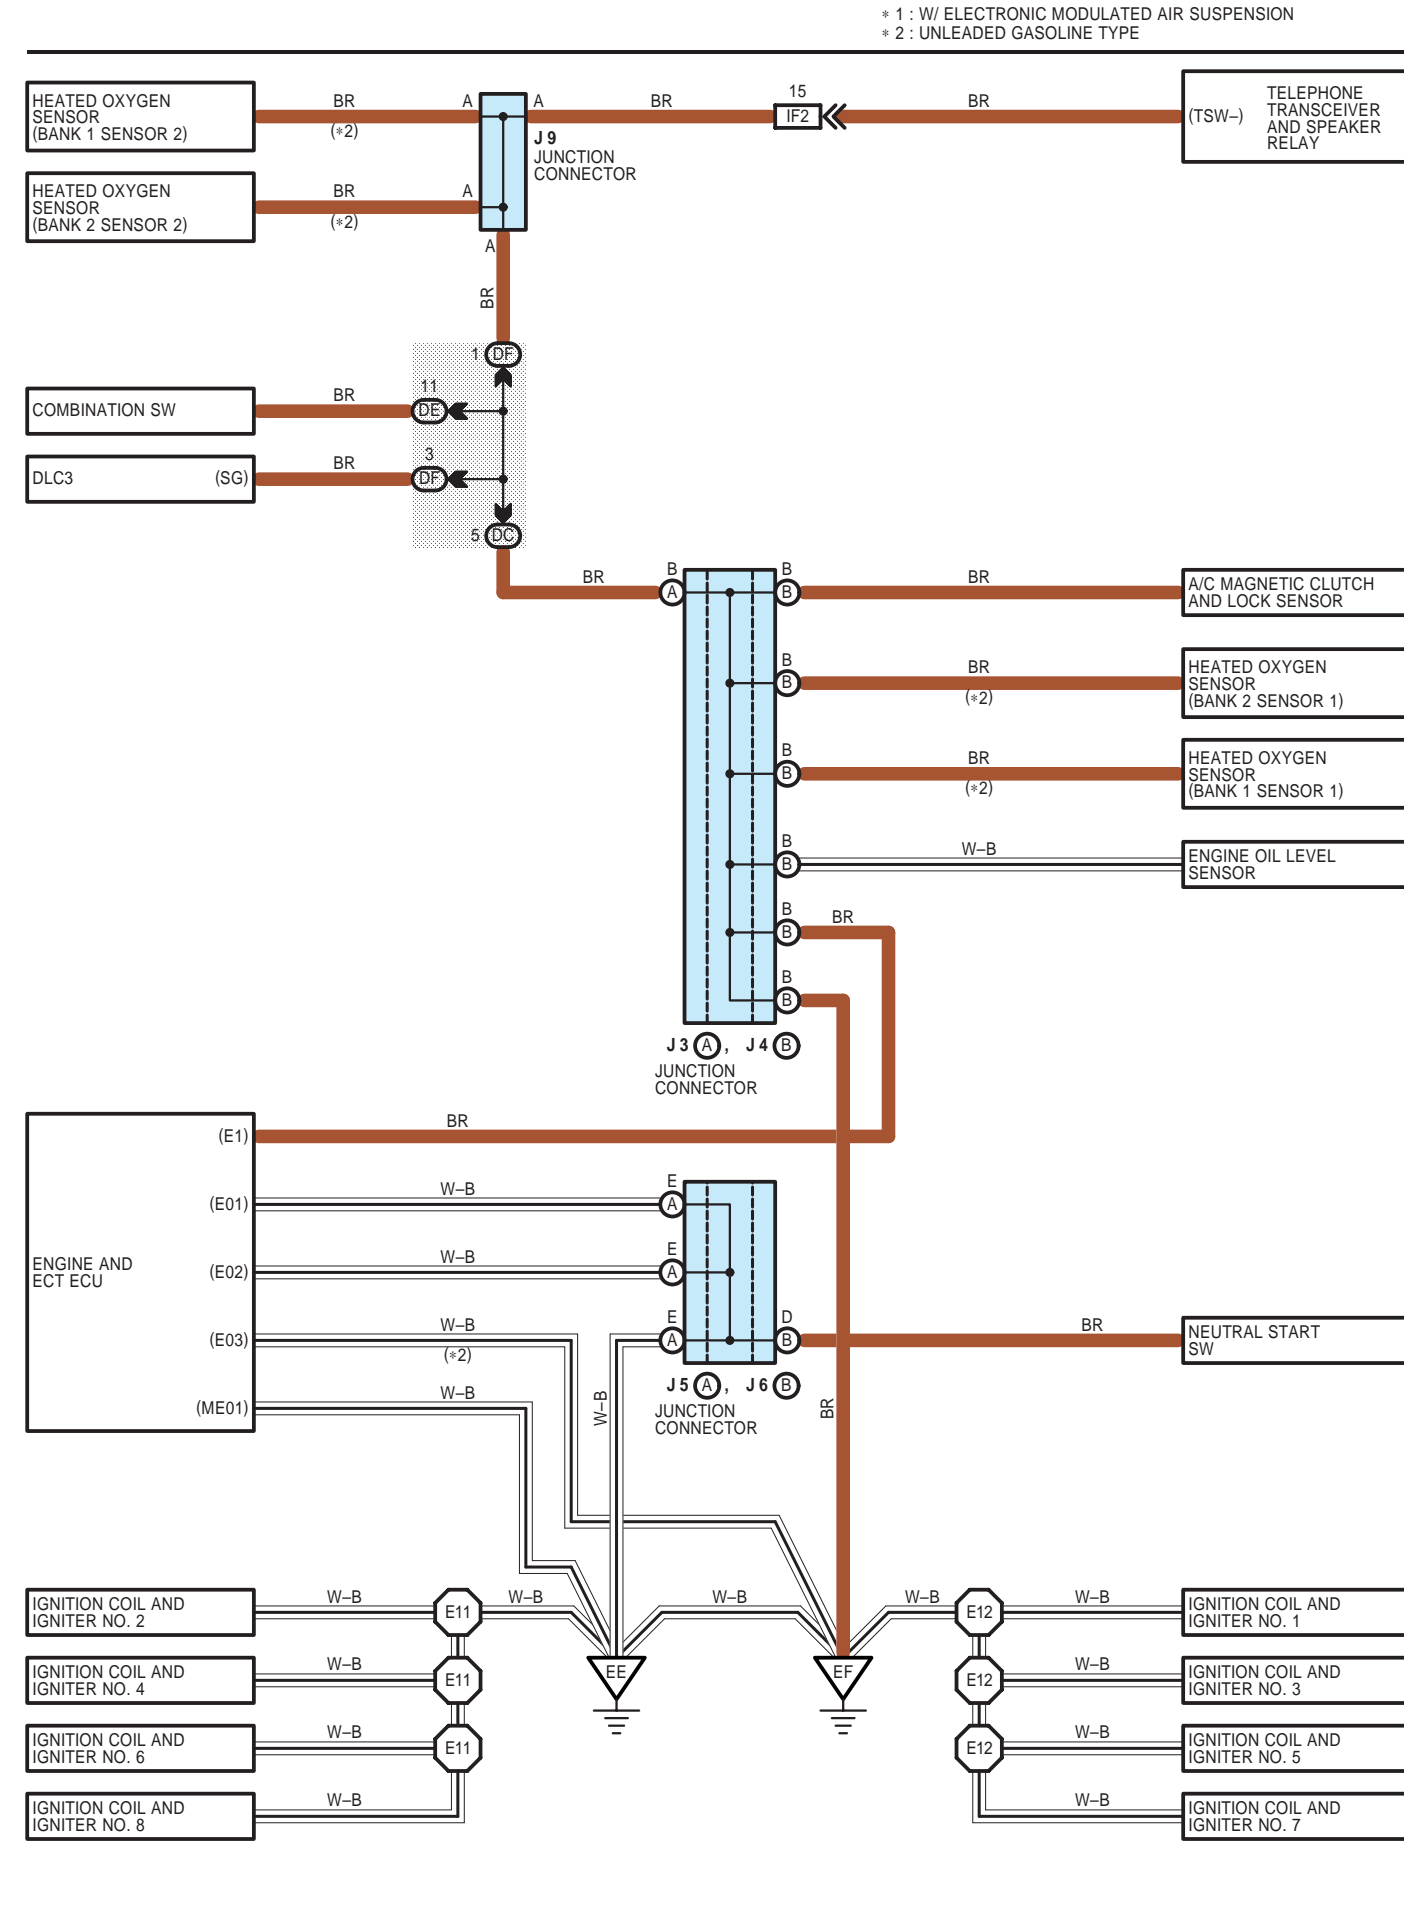 ∗ 1 : W/ ELECTRONIC MODULATED AIR SUSPENSION
∗ 2 : UNLEADED GASOLINE TYPE
HEATED OXYGEN
SENSOR
(BANK 1 SENSOR 2)
BR
(∗2)
A
A
BR
15
IF2
BR
(TSW–)
TELEPHONE
TRANSCEIVER
AND SPEAKER
RELAY
J 9
JUNCTION
CONNECTOR
HEATED OXYGEN
SENSOR
(BANK 2 SENSOR 2)
BR
(∗2)
A
A
BR
1
DF
COMBINATION SW
BR
11
DE
DLC3
(SG)
BR
3
DF
5
DC
BR
B
A
B
B
BR
A/C MAGNETIC CLUTCH
AND LOCK SENSOR
B
B
BR
(∗2)
HEATED OXYGEN
SENSOR
(BANK 2 SENSOR 1)
B
B
BR
(∗2)
HEATED OXYGEN
SENSOR
(BANK 1 SENSOR 1)
B
B
W–B
ENGINE OIL LEVEL
SENSOR
B
B
BR
B
B
J 3 A , J 4 B
JUNCTION
CONNECTOR
ENGINE AND
ECT ECU
(E1)
BR
(E01)
W–B
E
A
(E02)
W–B
E
A
(E03)
W–B
(∗2)
E
A
D
B
BR
NEUTRAL START
SW
(ME01)
W–B
W–B
J 5 A , J 6 B
JUNCTION
CONNECTOR
BR
IGNITION COIL AND
IGNITER NO. 2
W–B
E11
W–B
W–B
W–B
E12
W–B
IGNITION COIL AND
IGNITER NO. 1
EE
EF
IGNITION COIL AND
IGNITER NO. 4
W–B
E11
E12
W–B
IGNITION COIL AND
IGNITER NO. 3
IGNITION COIL AND
IGNITER NO. 6
W–B
E11
E12
W–B
IGNITION COIL AND
IGNITER NO. 5
IGNITION COIL AND
IGNITER NO. 8
W–B
W–B
IGNITION COIL AND
IGNITER NO. 7